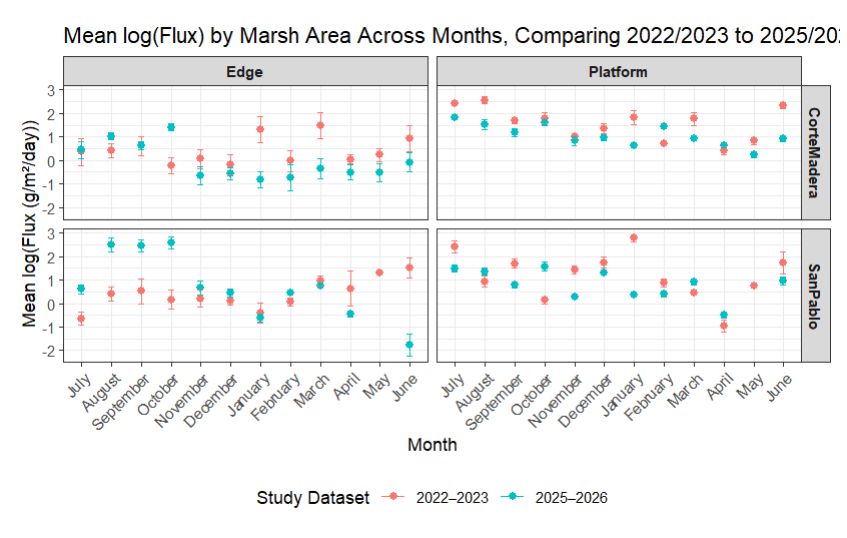 Mean log(Flux) by Marsh Area Across Months, Comparing 2022/2023 to 2025/202
Edge
Platform
3
2
1
0
-1
-2
CorteMadera
3
2
1
0
-1
-2
SanPablo
Mean log(Flux (g/m²/day))
July
August
September
October
November
December
January
February
March
April
May
June
July
August
September
October
November
December
January
February
March
April
May
June
Month
Study Dataset
2022–2023
2025–2026